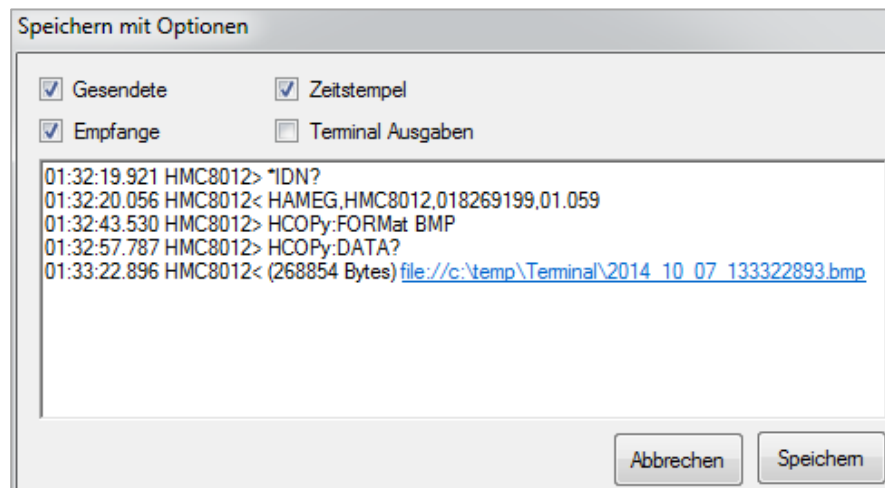 Speichern mit Optionen
Gesendete Zeitstempel
Empfange Terminal Ausgaben
01:32:19.921 HMC8012> *IDN?
01:32:20.056 HMC8012< HAMEG,HMC8012,018269199,01.059
01:32:43.530 HMC8012> HCOPy:FORMat BMP
01:32:57.787 HMC8012> HCOPy:DATA?
01:33:22.896 HMC8012< (268854 Bytes) file://c:\temp\Terminal\2014_10_07_133322893.bmp
Abbrechen Speichern